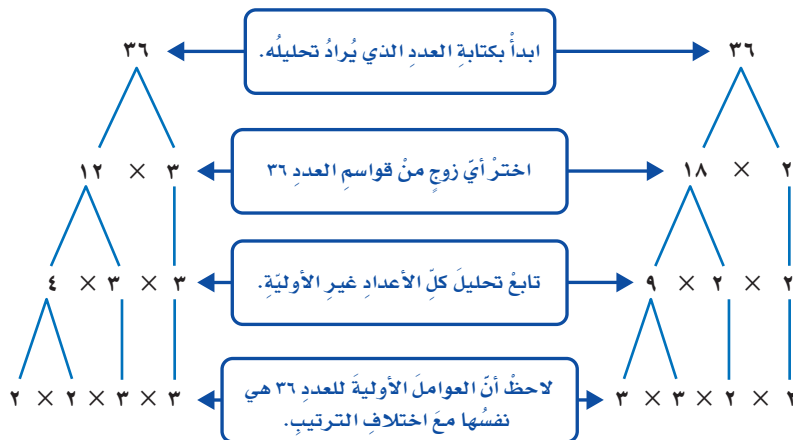 ٣٦
ابدأْ بكتابةِ العددِ الذي يُرادُ تحليلُه.
٣٦
٢ × ١٨
اخترْ أيّ زوجٍ منْ قواسمِ العددِ ٣٦
٣ × ١٢
٢ × ٢ × ٩
تابعْ تحليلَ كلِّ الأعدادِ غيرِ الأوليّةِ.
٣ × ٣ × ٤
٢ × ٢ × ٣ × ٣
لاحظْ أنّ العواملَ الأوليةَ للعددِ ٣٦ هي
نفسُها معَ اختلافِ الترتيبِ.
٣ × ٣ × ٢ × ٢